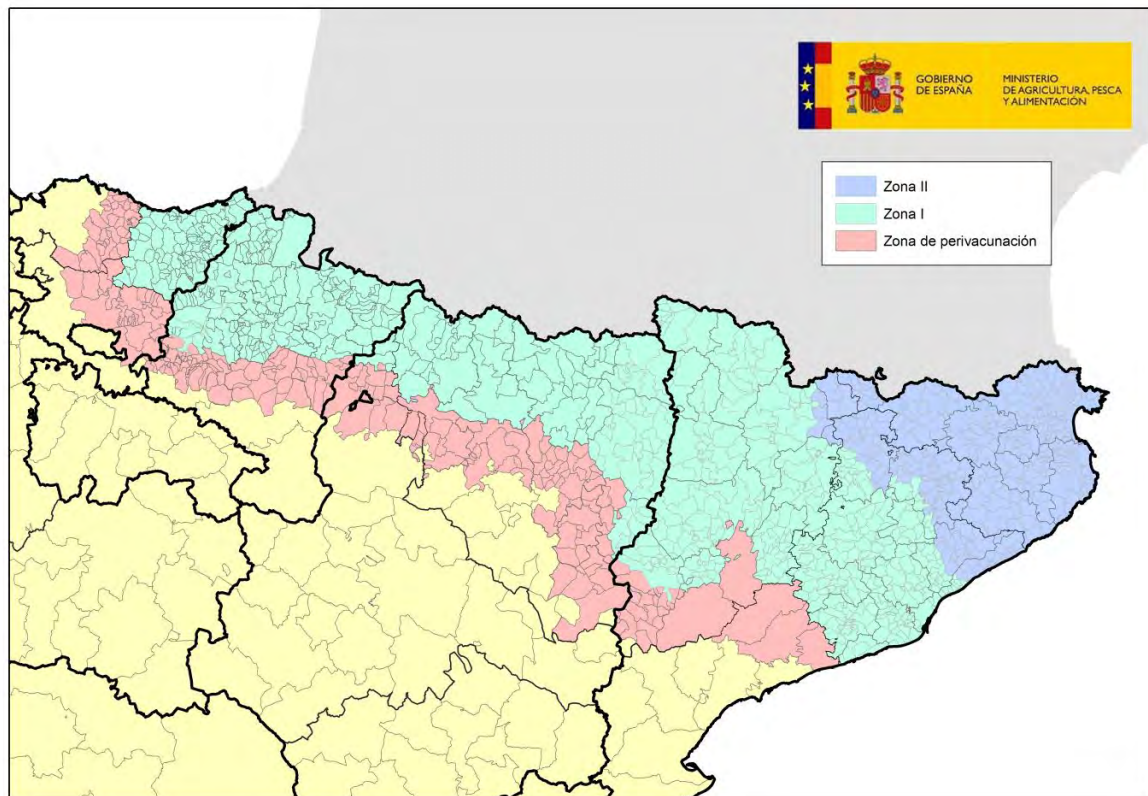 GOBIERNO
DE ESPAÑA
MINISTERIO
DE AGRICULTURA, PESCA
Y ALIMENTACIÓN
Zona II
Zona I
Zona de perivacunación